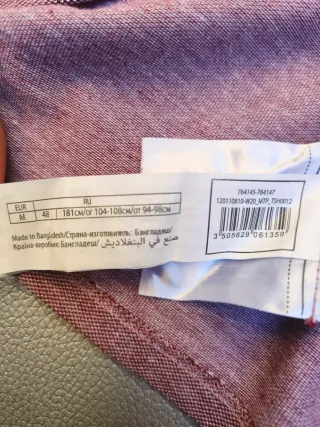 EUR RU
M 48 181см/ог 104-108см/от 94-98см
Made in Bangladesh/Страна-изготовитель: Бангладеш/
Країна-виробник:Бангладеш/ صنع في البنغلاديش
764145-764147
120110810-W20_MTP_TSH0012
3 505629 061359